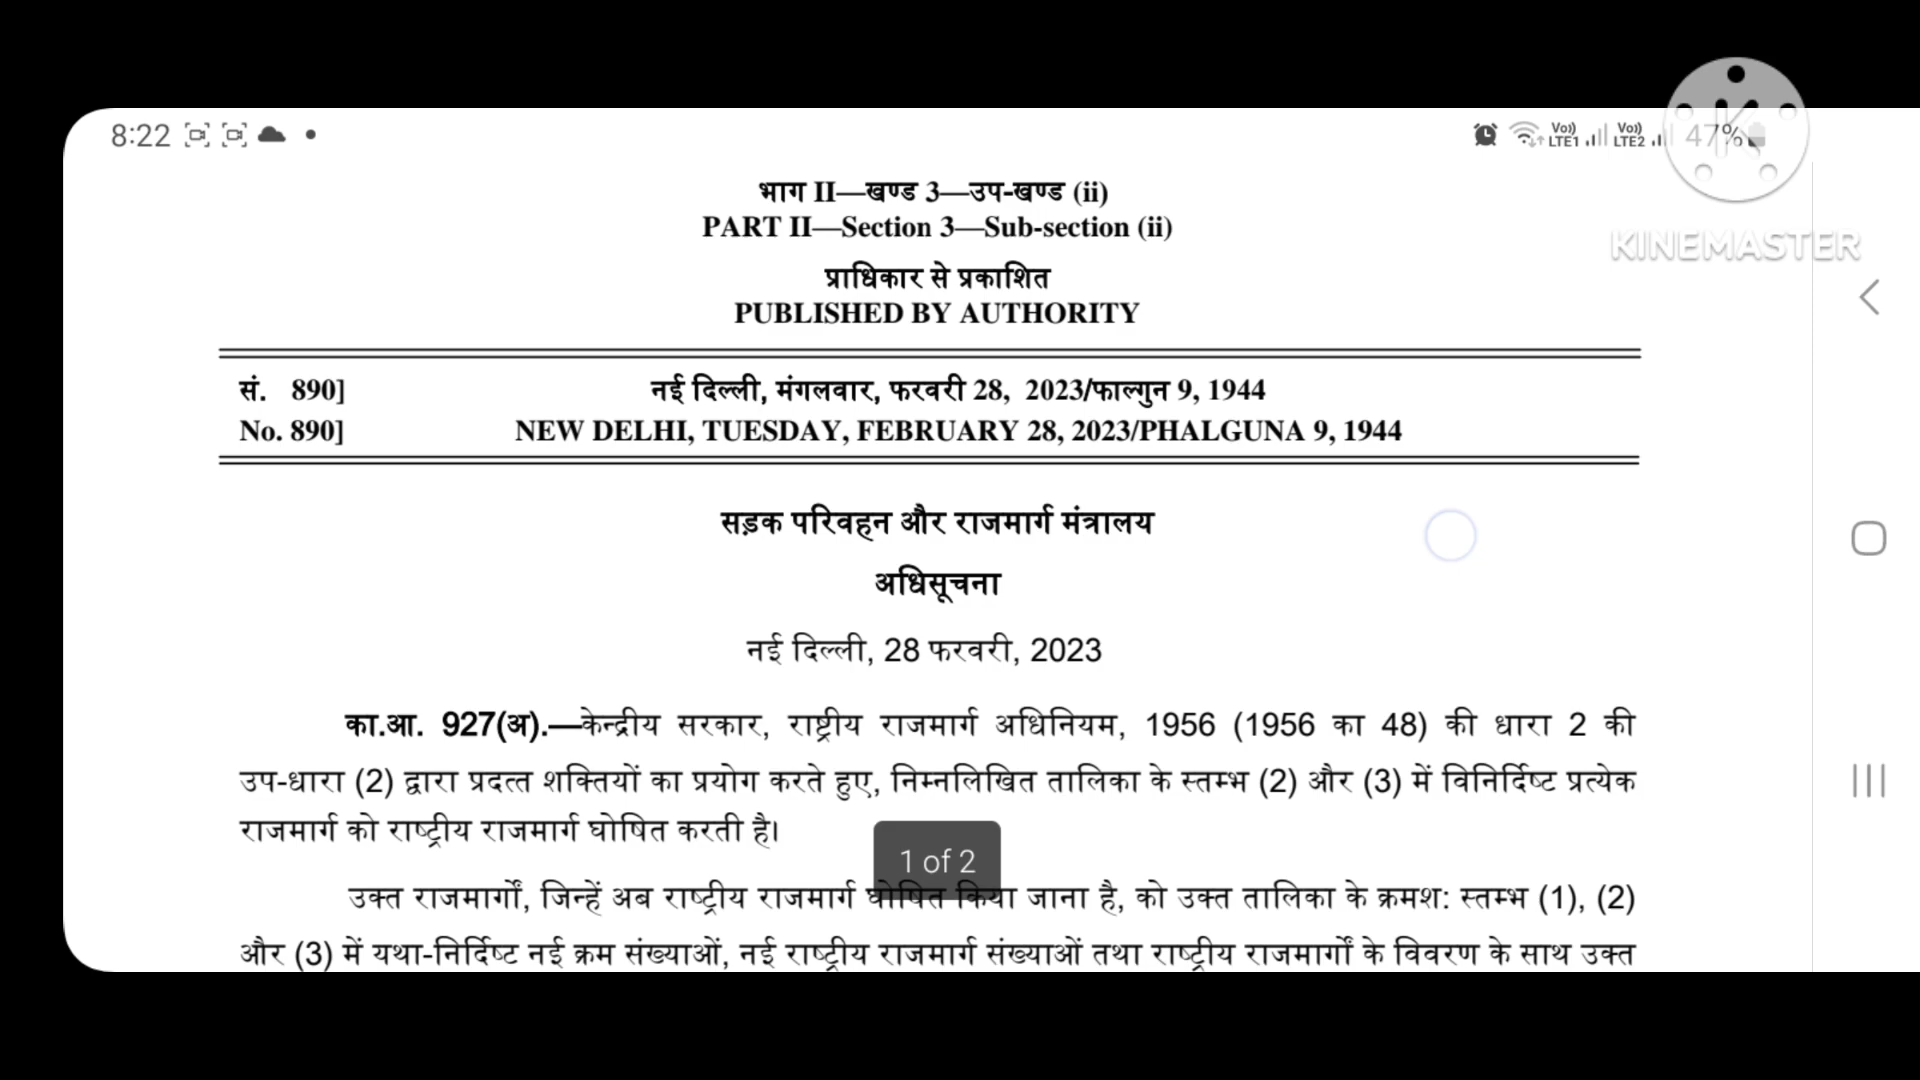 8:22
Vo)) LTE1 Vo)) LTE2 47%
KINEMASTER
भाग II—खण्ड 3—उप-खण्ड (ii)
PART II—Section 3—Sub-section (ii)
प्राधिकार से प्रकाशित
PUBLISHED BY AUTHORITY
सं. 890] नई दिल्ली, मंगलवार, फरवरी 28, 2023/फाल्गुन 9, 1944
No. 890] NEW DELHI, TUESDAY, FEBRUARY 28, 2023/PHALGUNA 9, 1944
सड़क परिवहन और राजमार्ग मंत्रालय
अधिसूचना
नई दिल्ली, 28 फरवरी, 2023
का.आ. 927(अ).—केन्द्रीय सरकार, राष्ट्रीय राजमार्ग अधिनियम, 1956 (1956 का 48) की धारा 2 की
उप-धारा (2) द्वारा प्रदत्त शक्तियों का प्रयोग करते हुए, निम्नलिखित तालिका के स्तम्भ (2) और (3) में विनिर्दिष्ट प्रत्येक
राजमार्ग को राष्ट्रीय राजमार्ग घोषित करती है।
1 of 2
उक्त राजमार्गों, जिन्हें अब राष्ट्रीय राजमार्ग घोषित किया जाना है, को उक्त तालिका के क्रमश: स्तम्भ (1), (2)
और (3) में यथा-निर्दिष्ट नई क्रम संख्याओं, नई राष्ट्रीय राजमार्ग संख्याओं तथा राष्ट्रीय राजमार्गों के विवरण के साथ उक्त